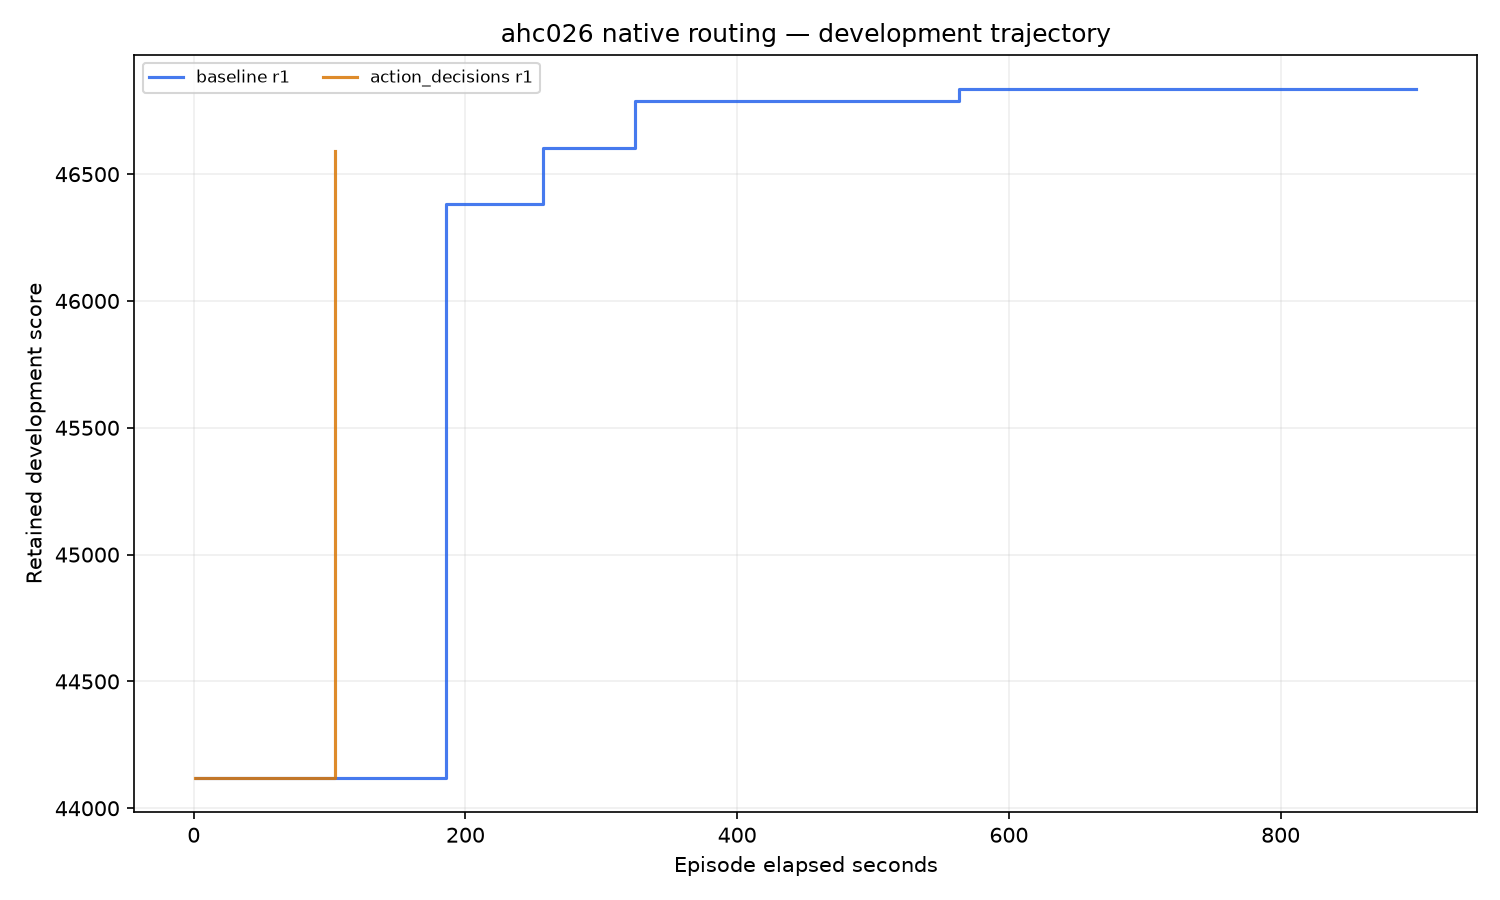 ahc026 native routing — development trajectory
baseline r1
action_decisions r1
Retained development score
46500
46000
45500
45000
44500
44000
0
200
400
600
800
Episode elapsed seconds